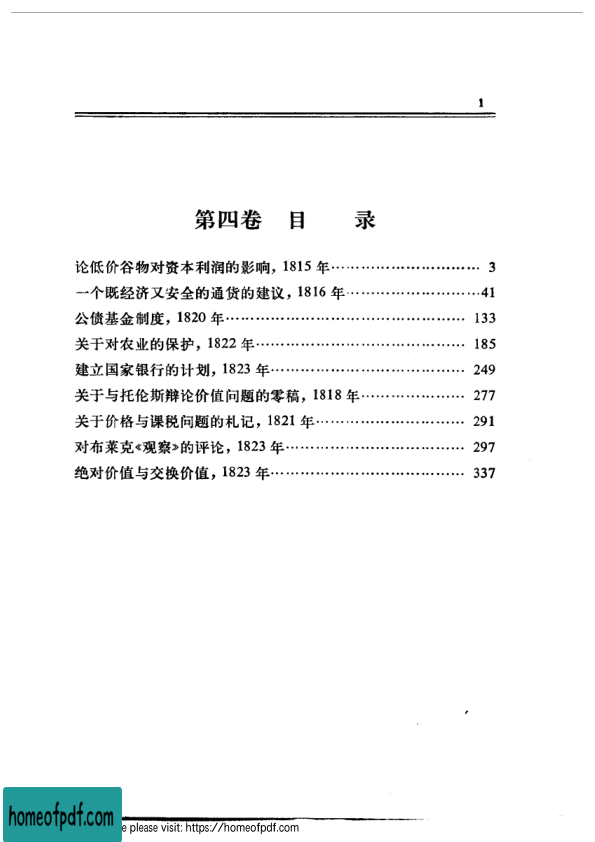 1
第四卷 目 录
论低价谷物对资本利润的影响，1815 年…………………………… 3
一个既经济又安全的通货的建议，1816 年………………………41
公债基金制度，1820 年………………………………………… 133
关于对农业的保护，1822 年…………………………………… 185
建立国家银行的计划，1823 年………………………………… 249
关于与托伦斯辩论价值问题的零稿，1818 年………………… 277
关于价格与课税问题的札记，1821 年………………………… 291
对布莱克《观察》的评论，1823 年……………………………… 297
绝对价值与交换价值，1823 年………………………………… 337
homeofpdf.com
e please visit: https://homeofpdf.com